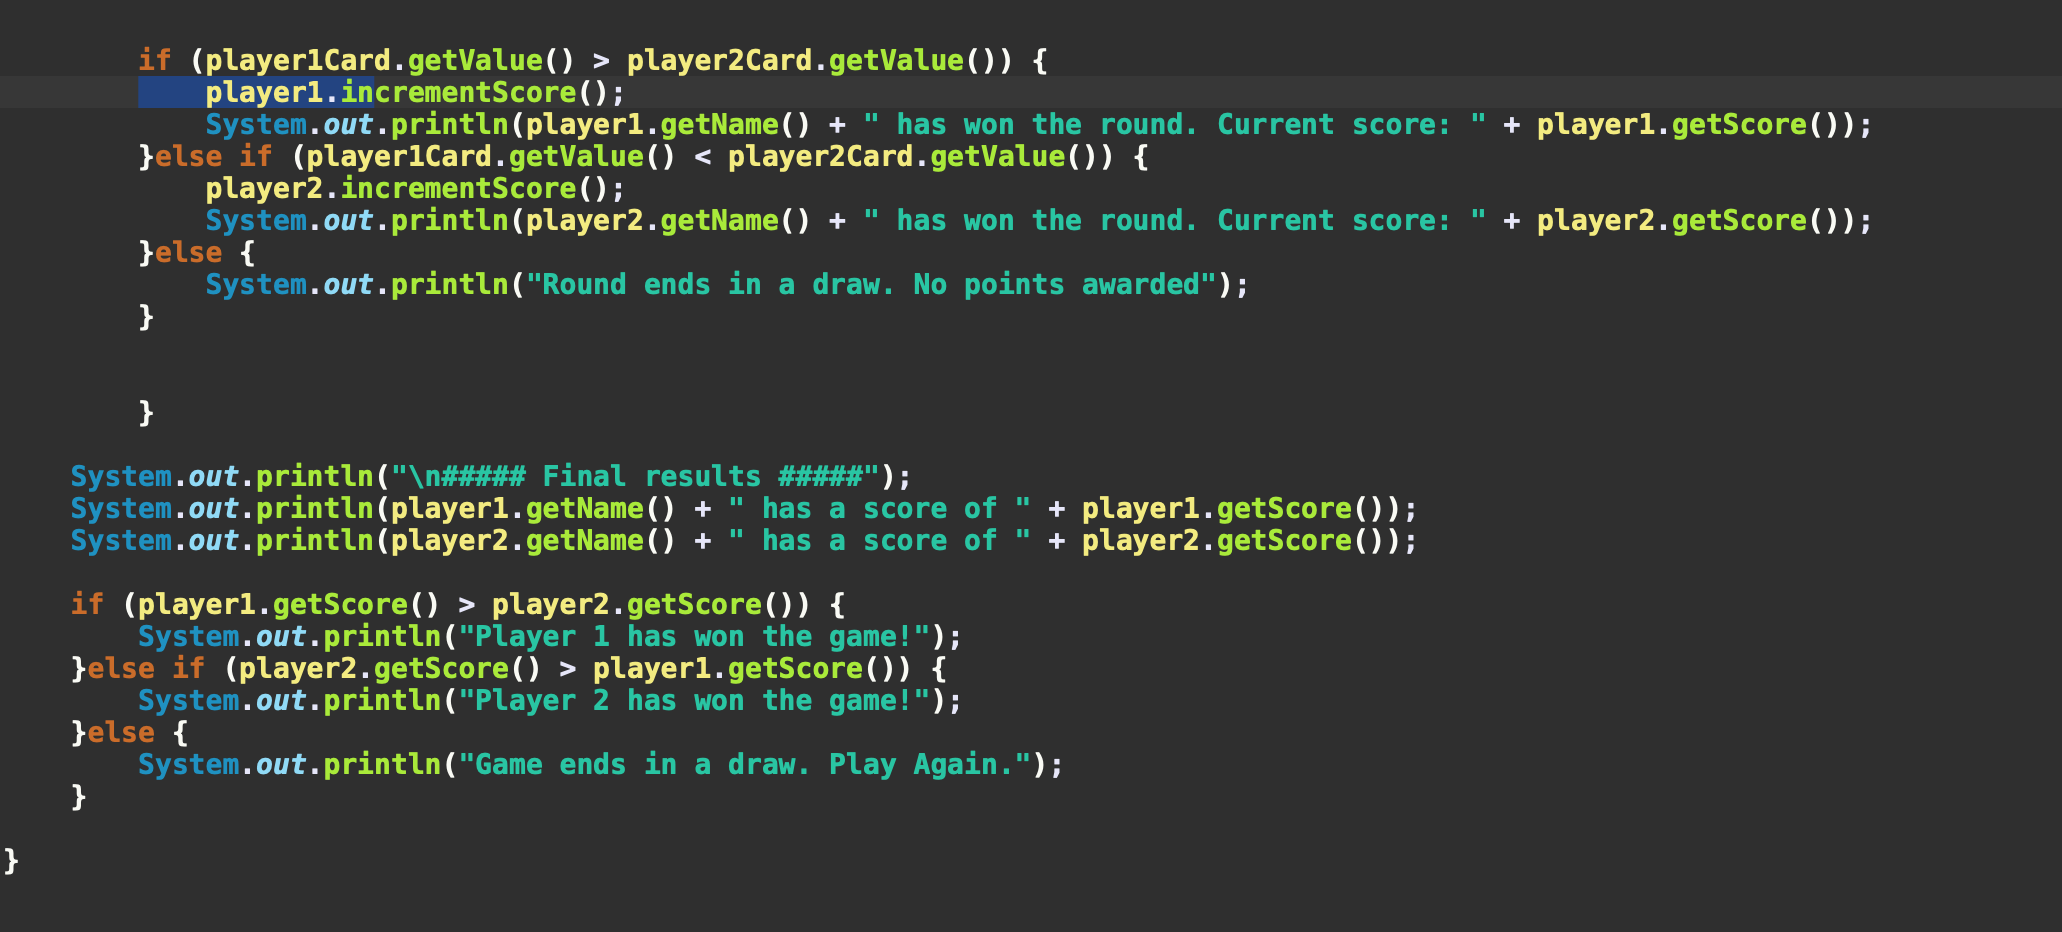 if (player1Card.getValue() > player2Card.getValue()) {
player1.incrementScore();
System.out.println(player1.getName() + " has won the round. Current score: " + player1.getScore());
}else if (player1Card.getValue() < player2Card.getValue()) {
player2.incrementScore();
System.out.println(player2.getName() + " has won the round. Current score: " + player2.getScore());
}else {
System.out.println("Round ends in a draw. No points awarded");
}
}
System.out.println("\n##### Final results #####");
System.out.println(player1.getName() + " has a score of " + player1.getScore());
System.out.println(player2.getName() + " has a score of " + player2.getScore());
if (player1.getScore() > player2.getScore()) {
System.out.println("Player 1 has won the game!");
}else if (player2.getScore() > player1.getScore()) {
System.out.println("Player 2 has won the game!");
}else {
System.out.println("Game ends in a draw. Play Again.");
}
}